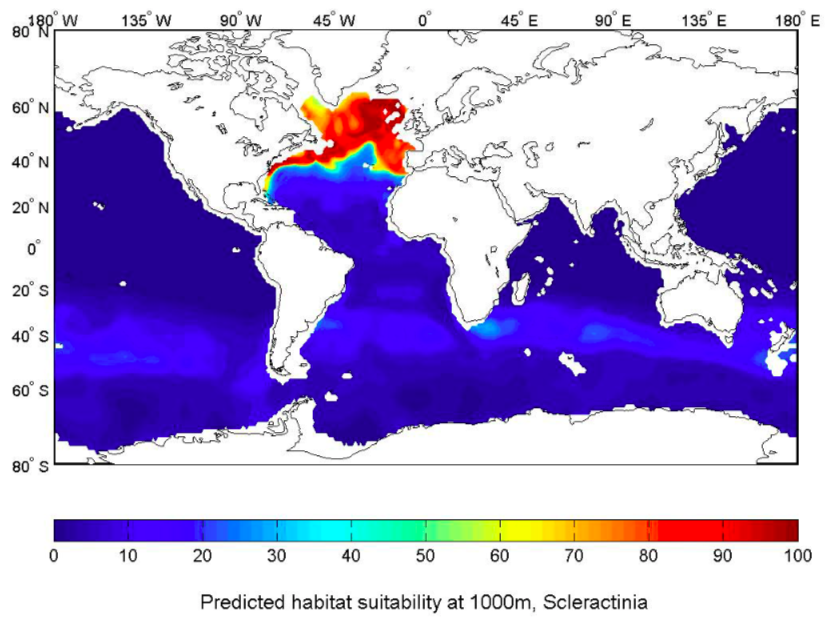 180° W 135° W 90° W 45° W 0° 45° E 90° E 135° E 180° E
80° N
60° N
40° N
20° N
0°
20° S
40° S
60° S
80° S
0 10 20 30 40 50 60 70 80 90 100
Predicted habitat suitability at 1000m, Scleractinia